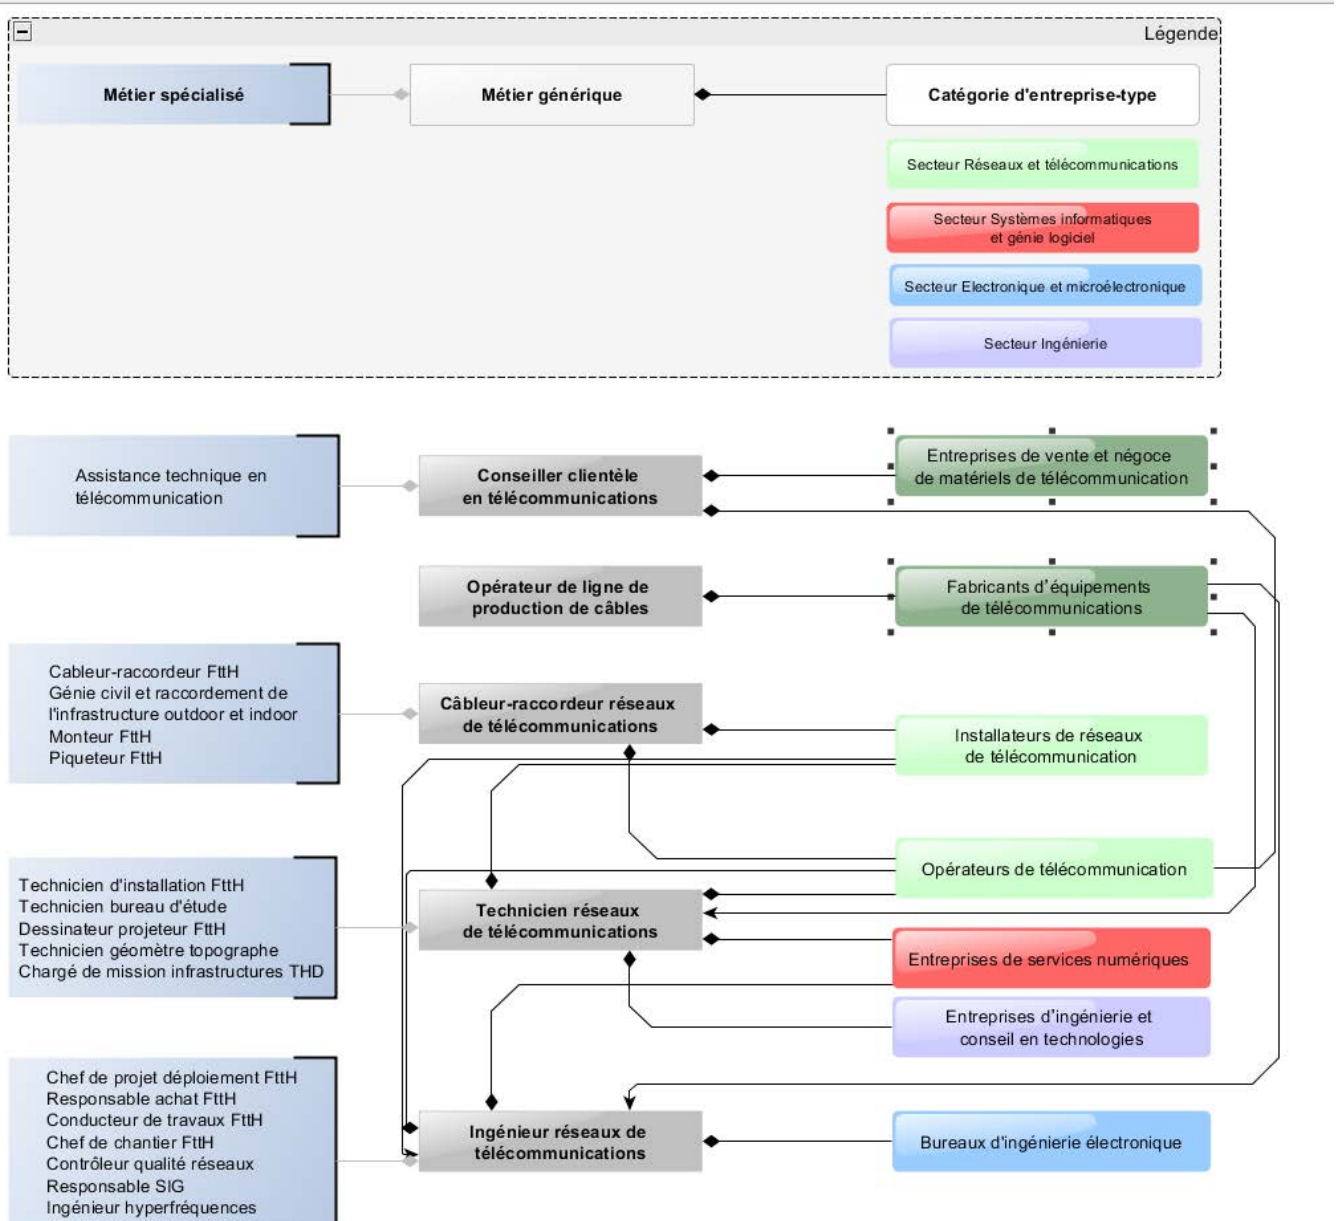 Légende
Métier spécialisé
Métier générique
Catégorie d'entreprise-type
Secteur Réseaux et télécommunications
Secteur Systèmes informatiques
et génie logiciel
Secteur Electronique et microélectronique
Secteur Ingénierie
Assistance technique en
télécommunication
Conseiller clientèle
en télécommunications
Entreprises de vente et négoce
de matériels de télécommunication
Opérateur de ligne de
production de câbles
Fabricants d’équipements
de télécommunications
Cableur-raccordeur FttH
Génie civil et raccordement de
l'infrastructure outdoor et indoor
Monteur FttH
Piqueteur FttH
Câbleur-raccordeur réseaux
de télécommunications
Installateurs de réseaux
de télécommunication
Opérateurs de télécommunication
Technicien d'installation FttH
Technicien bureau d'étude
Dessinateur projeteur FttH
Technicien géomètre topographe
Chargé de mission infrastructures THD
Technicien réseaux
de télécommunications
Entreprises de services numériques
Entreprises d’ingénierie et
conseil en technologies
Chef de projet déploiement FttH
Responsable achat FttH
Conducteur de travaux FttH
Chef de chantier FttH
Contrôleur qualité réseaux
Responsable SIG
Ingénieur hyperfréquences
Ingénieur réseaux de
télécommunications
Bureaux d'ingénierie électronique